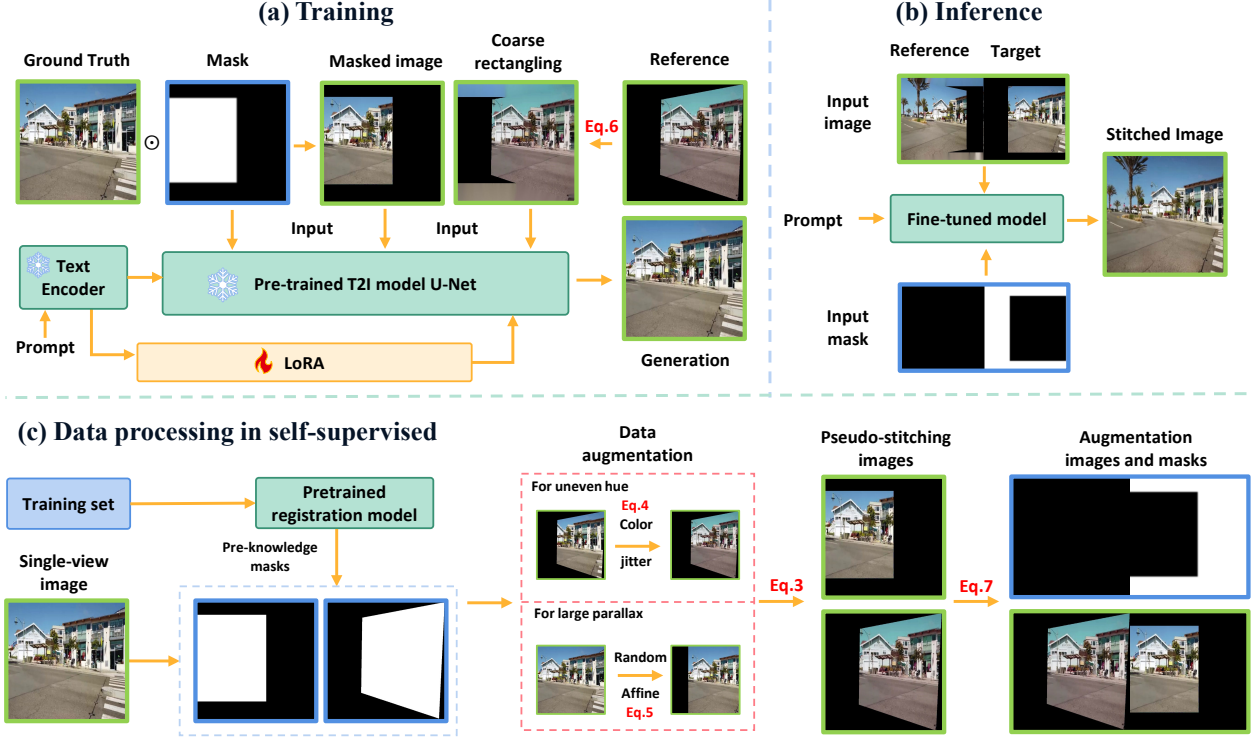 (a) Training
Ground Truth
Mask
Masked image
Coarse
rectangling
Reference
⊙
Eq.6
Input
Input
Text
Encoder
Pre-trained T2I model U-Net
Prompt
LoRA
Generation
(b) Inference
Reference
Target
Input
image
Stitched Image
Prompt
Fine-tuned model
Input
mask
(c) Data processing in self-supervised
Training set
Pretrained
registration model
Single-view
image
Pre-knowledge
masks
Data
augmentation
For uneven hue
Eq.4
Color
jitter
For large parallax
Random
Affine
Eq.5
Eq.3
Pseudo-stitching
images
Eq.7
Augmentation
images and masks